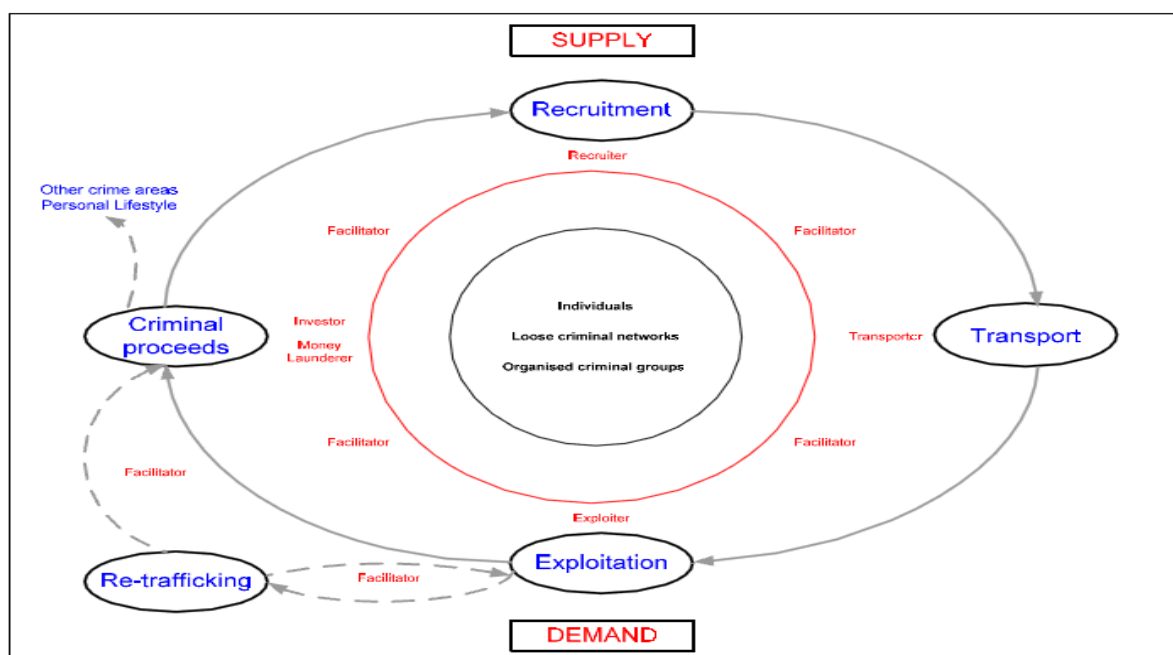 SUPPLY
Recruitment
Recruiter
Other crime areas
Personal Lifestyle
Facilitator
Facilitator
Individuals
Criminal
proceeds
Investor
Money
Launderer
Loose criminal networks
Transporter
Transport
Organised criminal groups
Facilitator
Facilitator
Facilitator
Exploiter
Exploitation
Re-trafficking
Facilitator
DEMAND